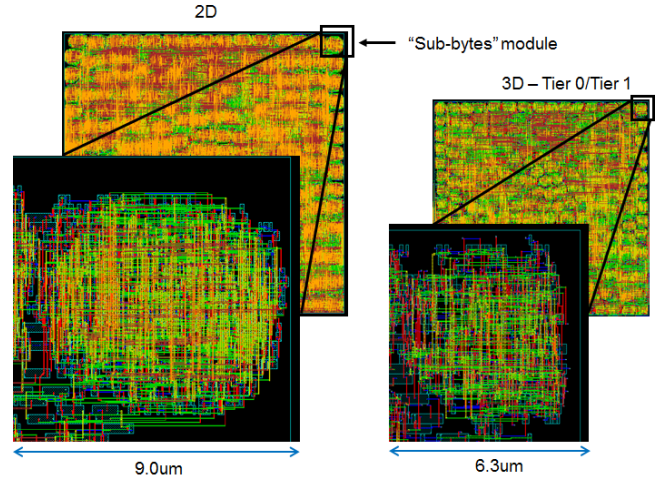 2D
“Sub-bytes” module
3D – Tier 0/Tier 1
9.0um
6.3um